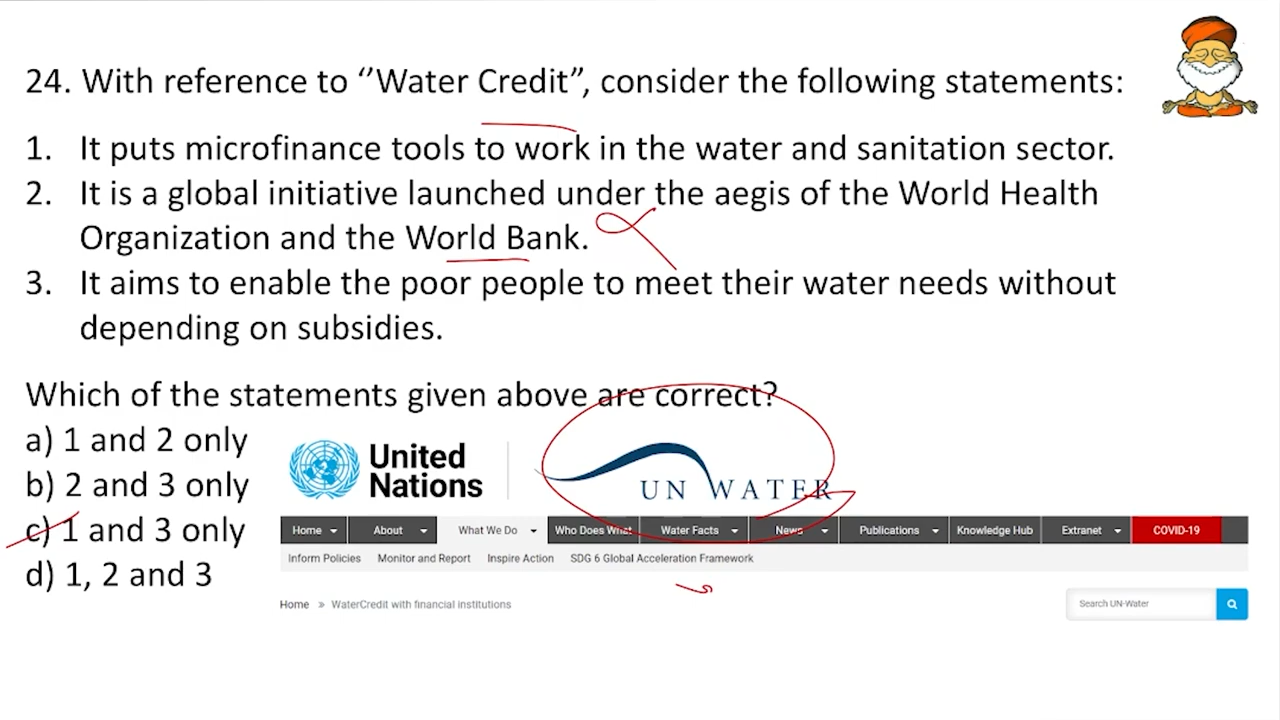 24. With reference to ‘’Water Credit”, consider the following statements:
1. It puts microfinance tools to work in the water and sanitation sector.
2. It is a global initiative launched under the aegis of the World Health
Organization and the World Bank.
3. It aims to enable the poor people to meet their water needs without
depending on subsidies.
Which of the statements given above are correct?
a) 1 and 2 only
b) 2 and 3 only
c) 1 and 3 only
d) 1, 2 and 3
United
Nations
UN WATER
Home About What We Do Who Does What Water Facts News Publications Knowledge Hub Extranet COVID-19
Inform Policies Monitor and Report Inspire Action SDG 6 Global Acceleration Framework
Home » WaterCredit with financial institutions
Search UN-Water